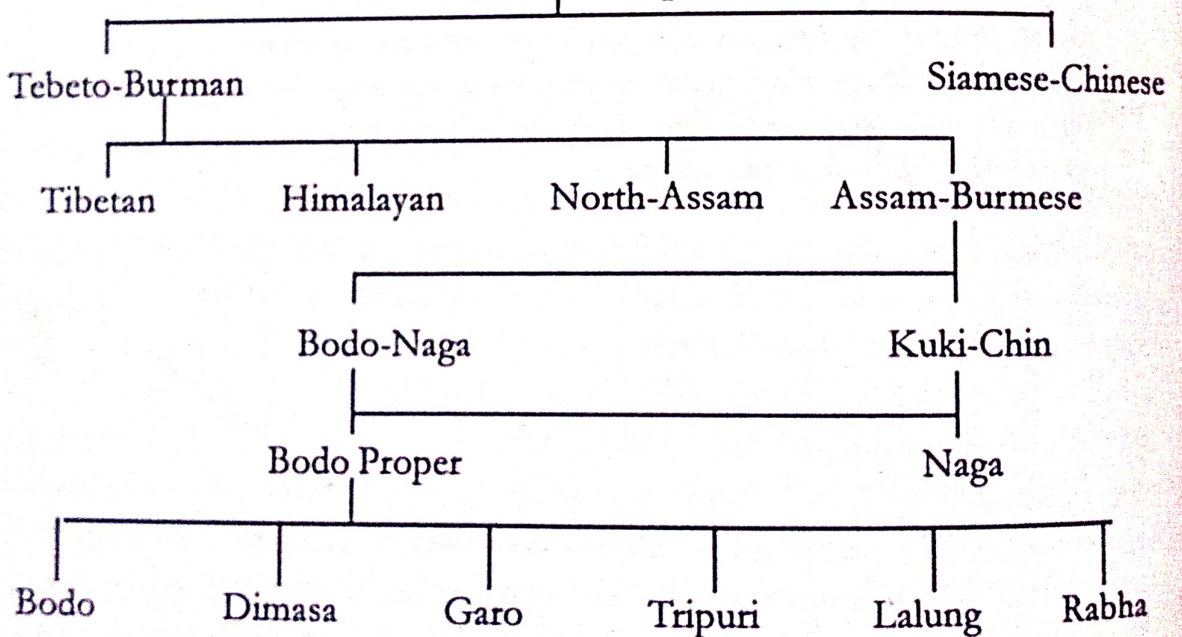 Tebeto-Burman Siamese-Chinese
Tibetan Himalayan North-Assam Assam-Burmese
Bodo-Naga Kuki-Chin
Bodo Proper Naga
Bodo Dimasa Garo Tripuri Lalung Rabha